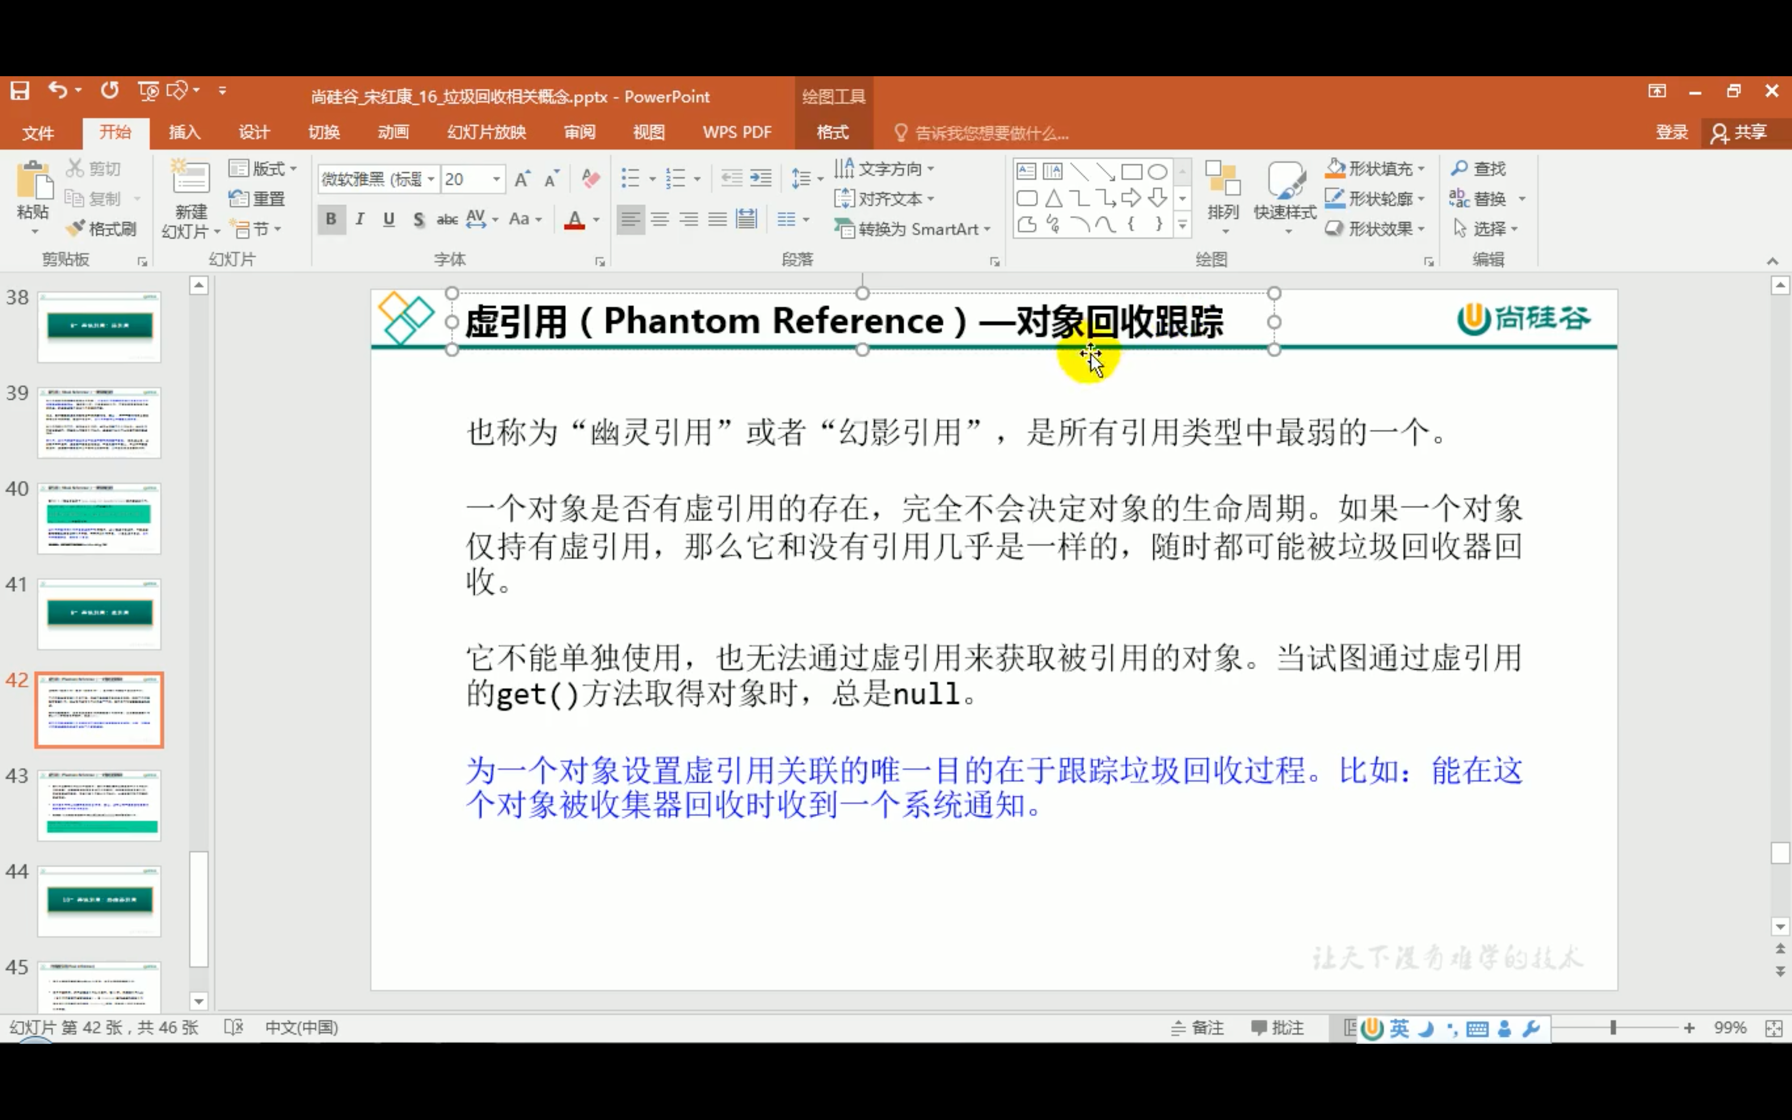 尚硅谷_宋红康_16_垃圾回收相关概念.pptx - PowerPoint
绘图工具
文件 开始 插入 设计 切换 动画 幻灯片放映 审阅 视图 WPS PDF 格式 告诉我您想要做什么... 登录 共享
粘贴
剪切
复制
格式刷
剪贴板
新建
幻灯片
版式
重置
节
幻灯片
微软雅黑 (标题 20
B I U S abc AV Aa A
字体
文字方向
对齐文本
转换为 SmartArt
段落
排列
快速样式
形状填充
形状轮廓
形状效果
绘图
查找
替换
选择
编辑
38
39
40
41
42
43
44
45
虚引用（Phantom Reference）—对象回收跟踪
尚硅谷
也称为“幽灵引用”或者“幻影引用”，是所有引用类型中最弱的一个。
一个对象是否有虚引用的存在，完全不会决定对象的生命周期。如果一个对象
仅持有虚引用，那么它和没有引用几乎是一样的，随时都可能被垃圾回收器回
收。
它不能单独使用，也无法通过虚引用来获取被引用的对象。当试图通过虚引用
的get()方法取得对象时，总是null。
为一个对象设置虚引用关联的唯一目的在于跟踪垃圾回收过程。比如：能在这
个对象被收集器回收时收到一个系统通知。
让天下没有难学的技术
幻灯片 第 42 张，共 46 张 中文(中国) 备注 批注 英 99%